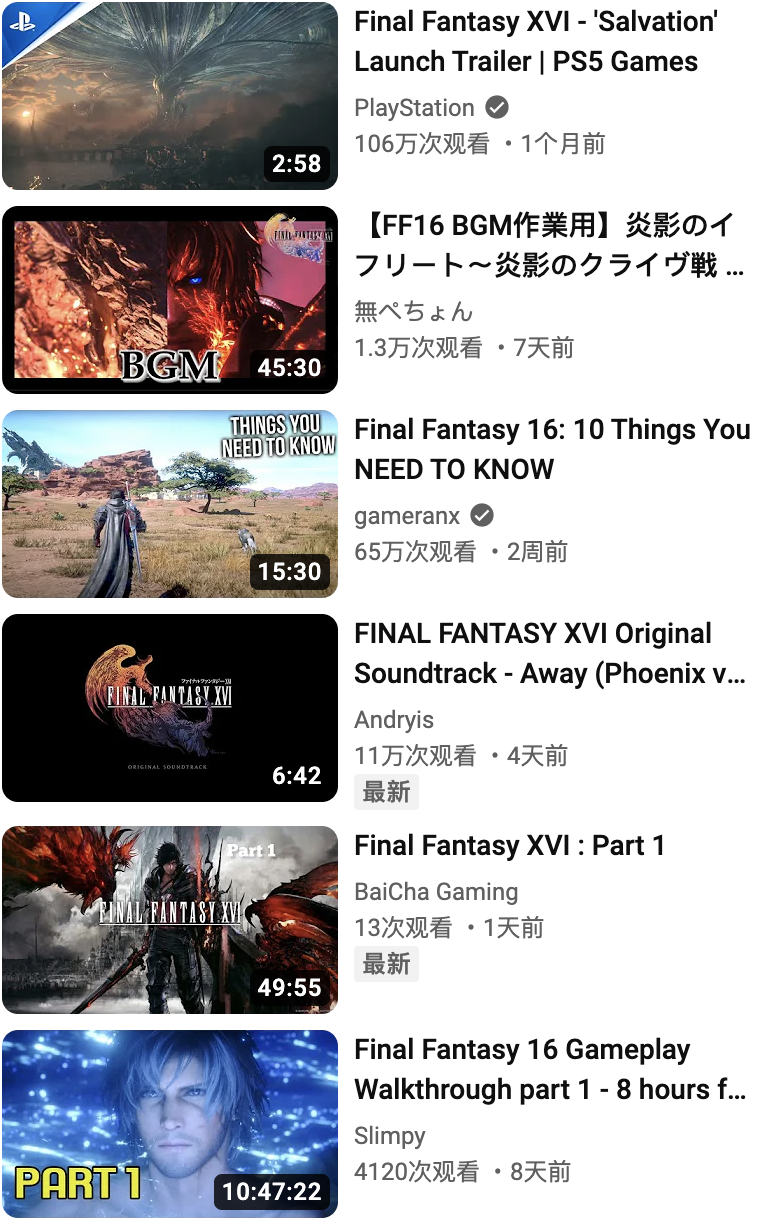 Final Fantasy XVI - 'Salvation'
Launch Trailer | PS5 Games
PlayStation
106万次观看 • 1个月前
2:58
【FF16 BGM作業用】炎影のイ
フリート～炎影のクライヴ戦 ...
無ぺちょん
1.3万次观看 • 7天前
FINAL FANTASY XVI
BGM
45:30
Final Fantasy 16: 10 Things You
NEED TO KNOW
gameranx
65万次观看 • 2周前
THINGS YOU
NEED TO KNOW
15:30
FINAL FANTASY XVI Original
Soundtrack - Away (Phoenix v...
Andryis
11万次观看 • 4天前
最新
ファイナルファンタジーXVI
FINAL FANTASY XVI
ORIGINAL SOUNDTRACK
6:42
Final Fantasy XVI : Part 1
BaiCha Gaming
13次观看 • 1天前
最新
Part 1
FINAL FANTASY XVI
49:55
Final Fantasy 16 Gameplay
Walkthrough part 1 - 8 hours f...
Slimpy
4120次观看 • 8天前
PART 1
10:47:22